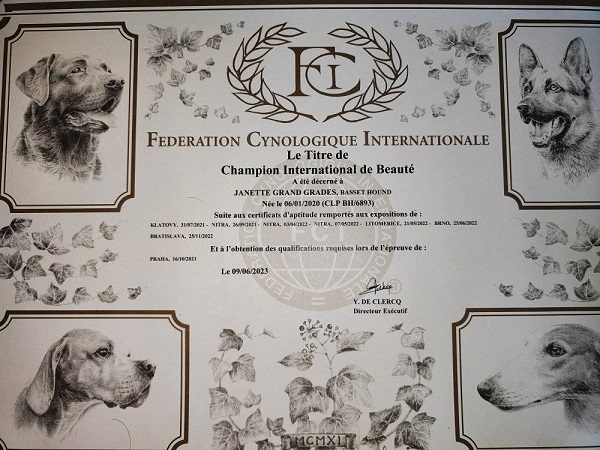 FCI
FEDERATION CYNOLOGIQUE INTERNATIONALE
Le Titre de
Champion International de Beauté
A été décerné à
JANETTE GRAND GRADES, BASSET HOUND
Née le 06/01/2020 (CLP BH/6893)
Suite aux certificats d'aptitude remportés aux expositions de :
KLATOVY, 31/07/2021 - NITRA, 26/09/2021 - NITRA, 03/04/2022 - NITRA, 07/05/2022 - LITOMERICE, 21/05/2022 - BRNO, 25/06/2022
BRATISLAVA, 25/11/2022
Et à l'obtention des qualifications requises lors de l'épreuve de :
PRAHA, 16/10/2021
Le 09/06/2023
Y. DE CLERCQ
Directeur Exécutif
MCMXI